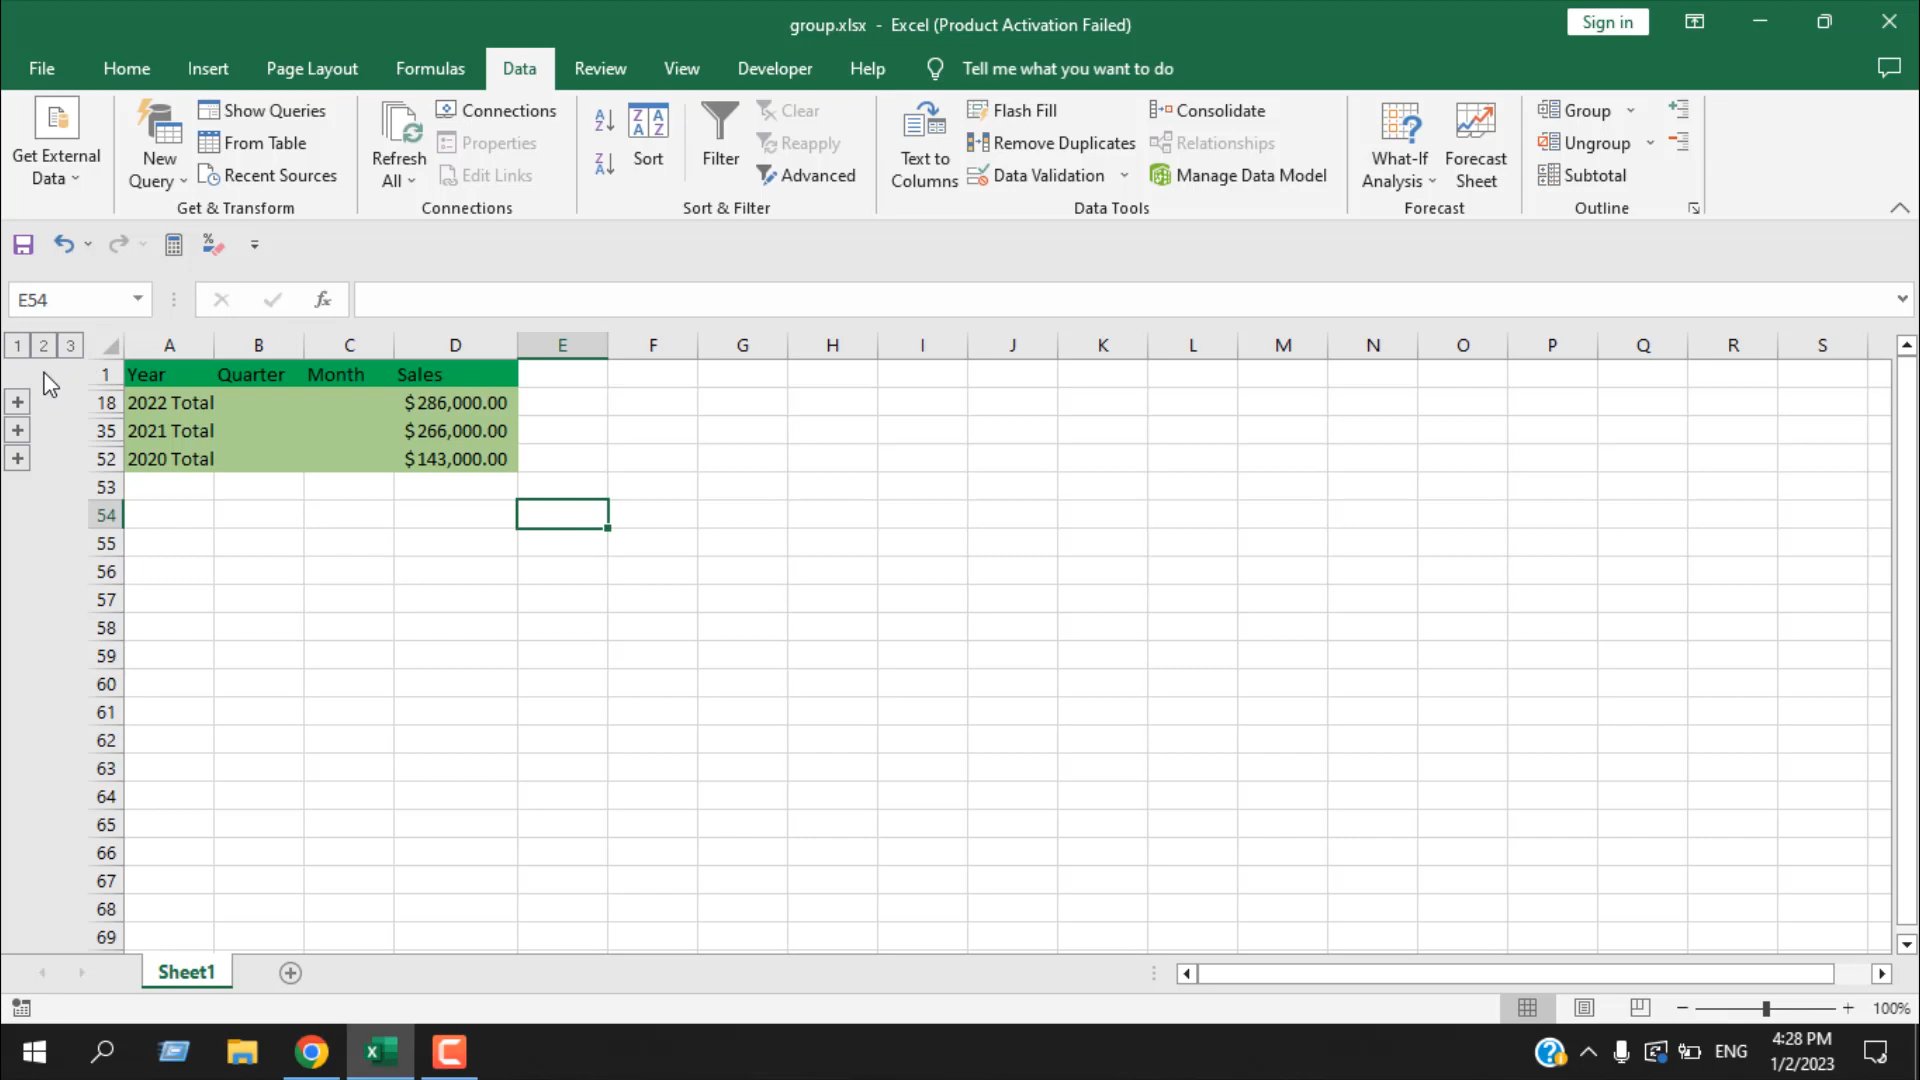 group.xlsx - Excel (Product Activation Failed)
Sign in
File Home Insert Page Layout Formulas Data Review View Developer Help Tell me what you want to do
Get External Data
New Query
Show Queries
From Table
Recent Sources
Get & Transform
Refresh All
Connections
Properties
Edit Links
Connections
Sort
Filter
Clear
Reapply
Advanced
Sort & Filter
Text to Columns
Flash Fill
Remove Duplicates
Data Validation
Consolidate
Relationships
Manage Data Model
Data Tools
What-If Analysis
Forecast Sheet
Forecast
Group
Ungroup
Subtotal
Outline
E54
fx
1 2 3
A B C D E F G H I J K L M N O P Q R S
1 Year Quarter Month Sales
18 2022 Total $286,000.00
35 2021 Total $266,000.00
52 2020 Total $143,000.00
53
54
55
56
57
58
59
60
61
62
63
64
65
66
67
68
69
Sheet1
100%
ENG
4:28 PM
1/2/2023